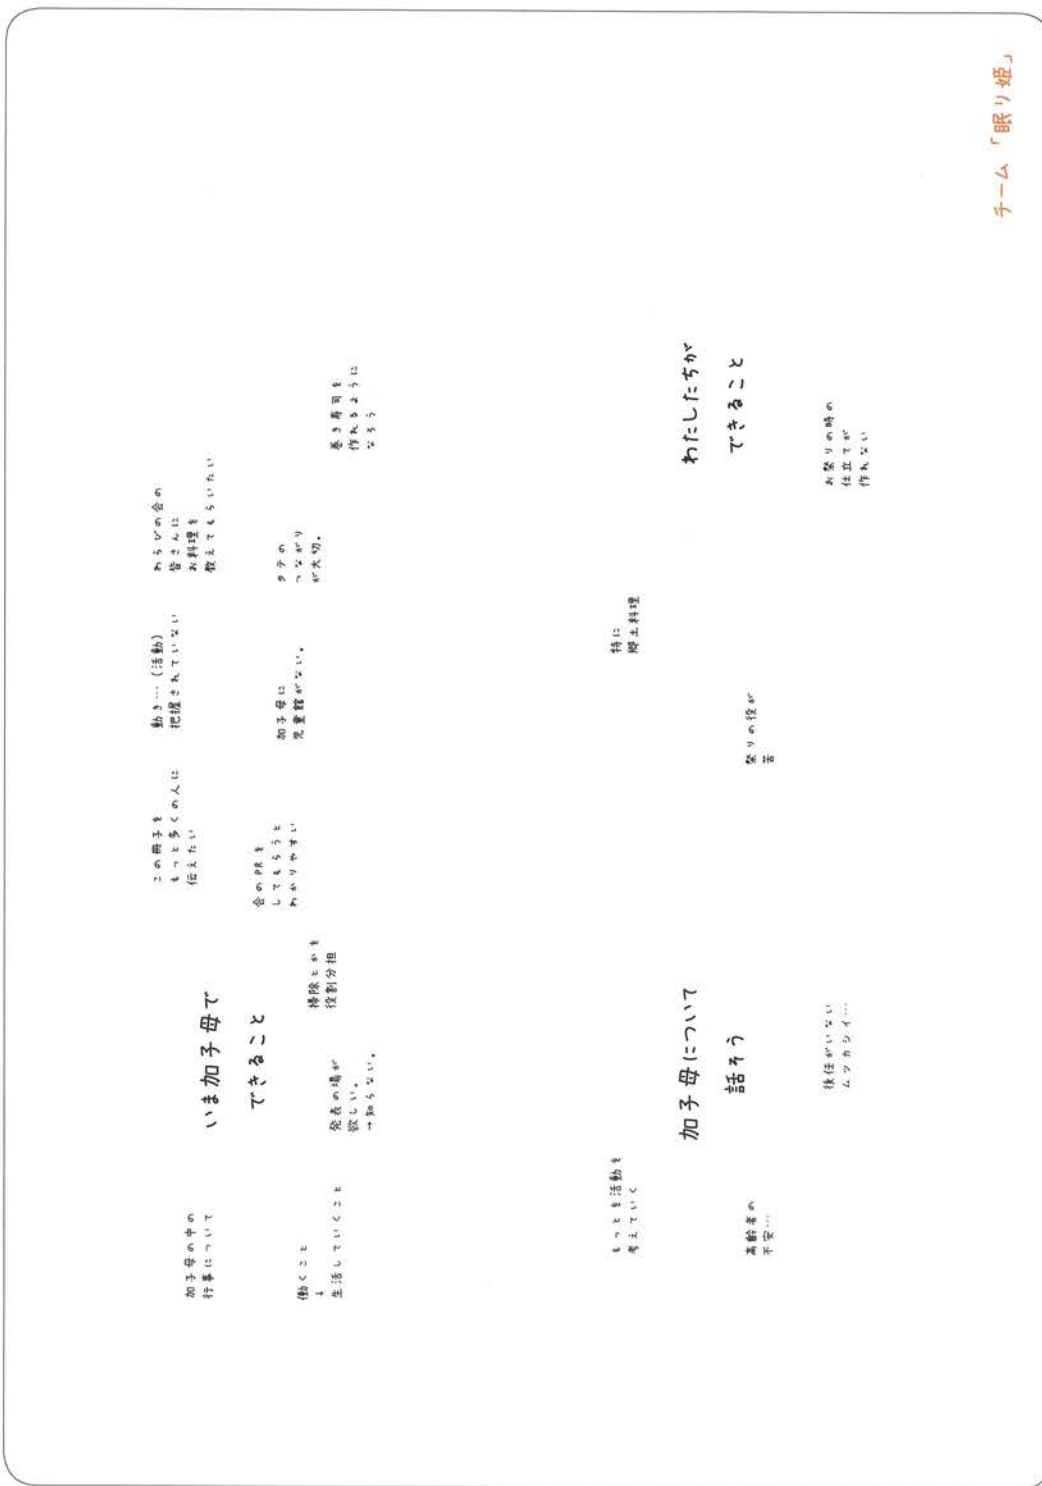 チーム「眠り姫」
加子母の中の
行事について
働くこと
↓
生活していくこと
いま加子母で
できること
発表の場が
欲しい。
→知らない。
掃除とかを
役割分担
この冊子を
もっと多くの人に
伝えたい
会のPRを
してもらうと
わかりやすい
動き…(活動)
把握されていない
加子母に
児童館がない。
わらびの会の
皆さんに
お料理を
教えてもらいたい
タテの
つながり
が大切。
巻き寿司を
作れるように
なろう
もっとを活動を
考えていく
高齢者の
不安…
加子母について
話そう
後任がいない
ムツカシイ…
特に
郷土料理
祭りの役が
苦
わたしたちが
できること
お祭りの時の
仕立てが
作れない